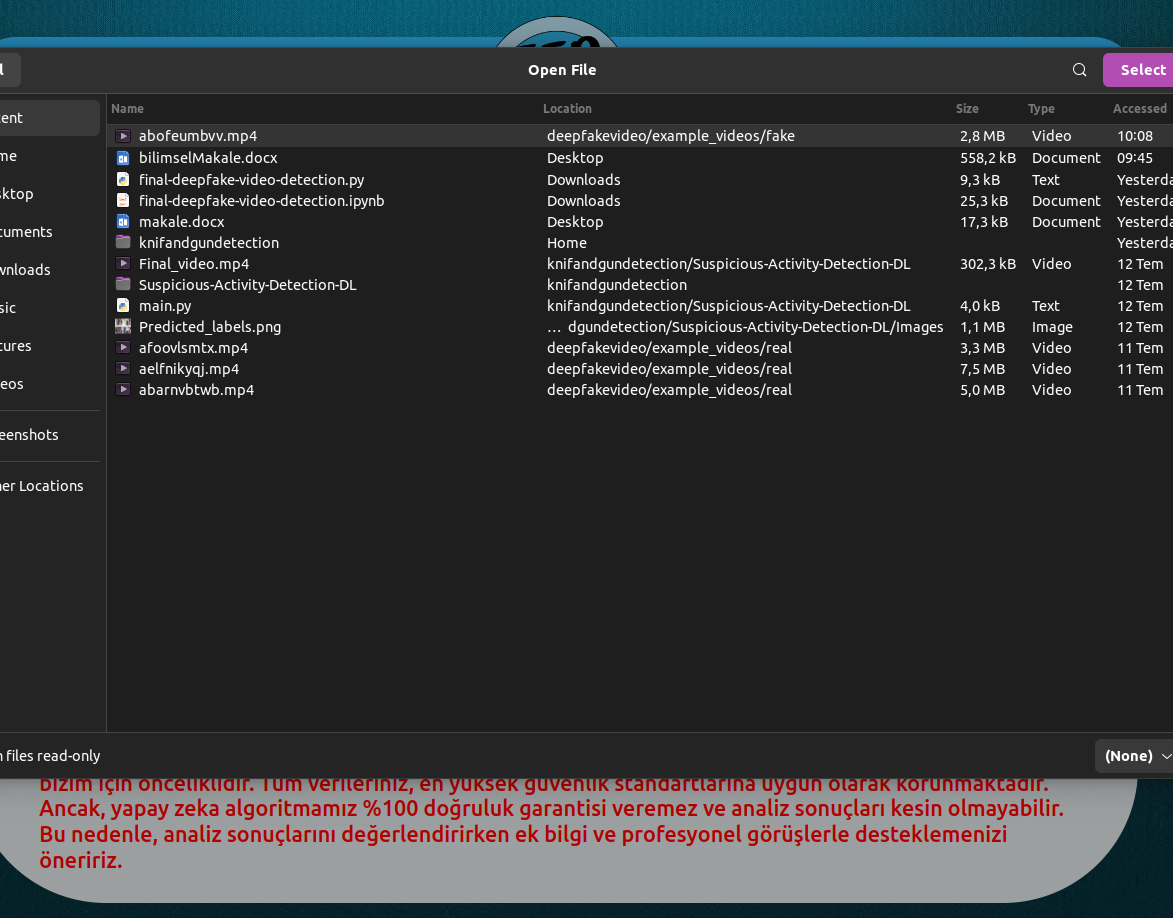 Open File
Select
Name Location Size Type Accessed
abofeumbvv.mp4 deepfakevideo/example_videos/fake 2,8 MB Video 10:08
bilimselMakale.docx Desktop 558,2 kB Document 09:45
final-deepfake-video-detection.py Downloads 9,3 kB Text Yesterda
final-deepfake-video-detection.ipynb Downloads 25,3 kB Document Yesterda
makale.docx Desktop 17,3 kB Document Yesterda
knifandgundetection Home Yesterda
Final_video.mp4 knifandgundetection/Suspicious-Activity-Detection-DL 302,3 kB Video 12 Tem
Suspicious-Activity-Detection-DL knifandgundetection 12 Tem
main.py knifandgundetection/Suspicious-Activity-Detection-DL 4,0 kB Text 12 Tem
Predicted_labels.png … dgundetection/Suspicious-Activity-Detection-DL/Images 1,1 MB Image 12 Tem
afoovlsmtx.mp4 deepfakevideo/example_videos/real 3,3 MB Video 11 Tem
aelfnikyqj.mp4 deepfakevideo/example_videos/real 7,5 MB Video 11 Tem
abarnvbtwb.mp4 deepfakevideo/example_videos/real 5,0 MB Video 11 Tem
ent
me
sktop
cuments
wnloads
sic
tures
eos
eenshots
er Locations
files read-only
(None)
bizim için önceliklidir. Tüm verileriniz, en yüksek güvenlik standartlarına uygun olarak korunmaktadır.
Ancak, yapay zeka algoritmamız %100 doğruluk garantisi veremez ve analiz sonuçları kesin olmayabilir.
Bu nedenle, analiz sonuçlarını değerlendirirken ek bilgi ve profesyonel görüşlerle desteklemenizi
öneririz.